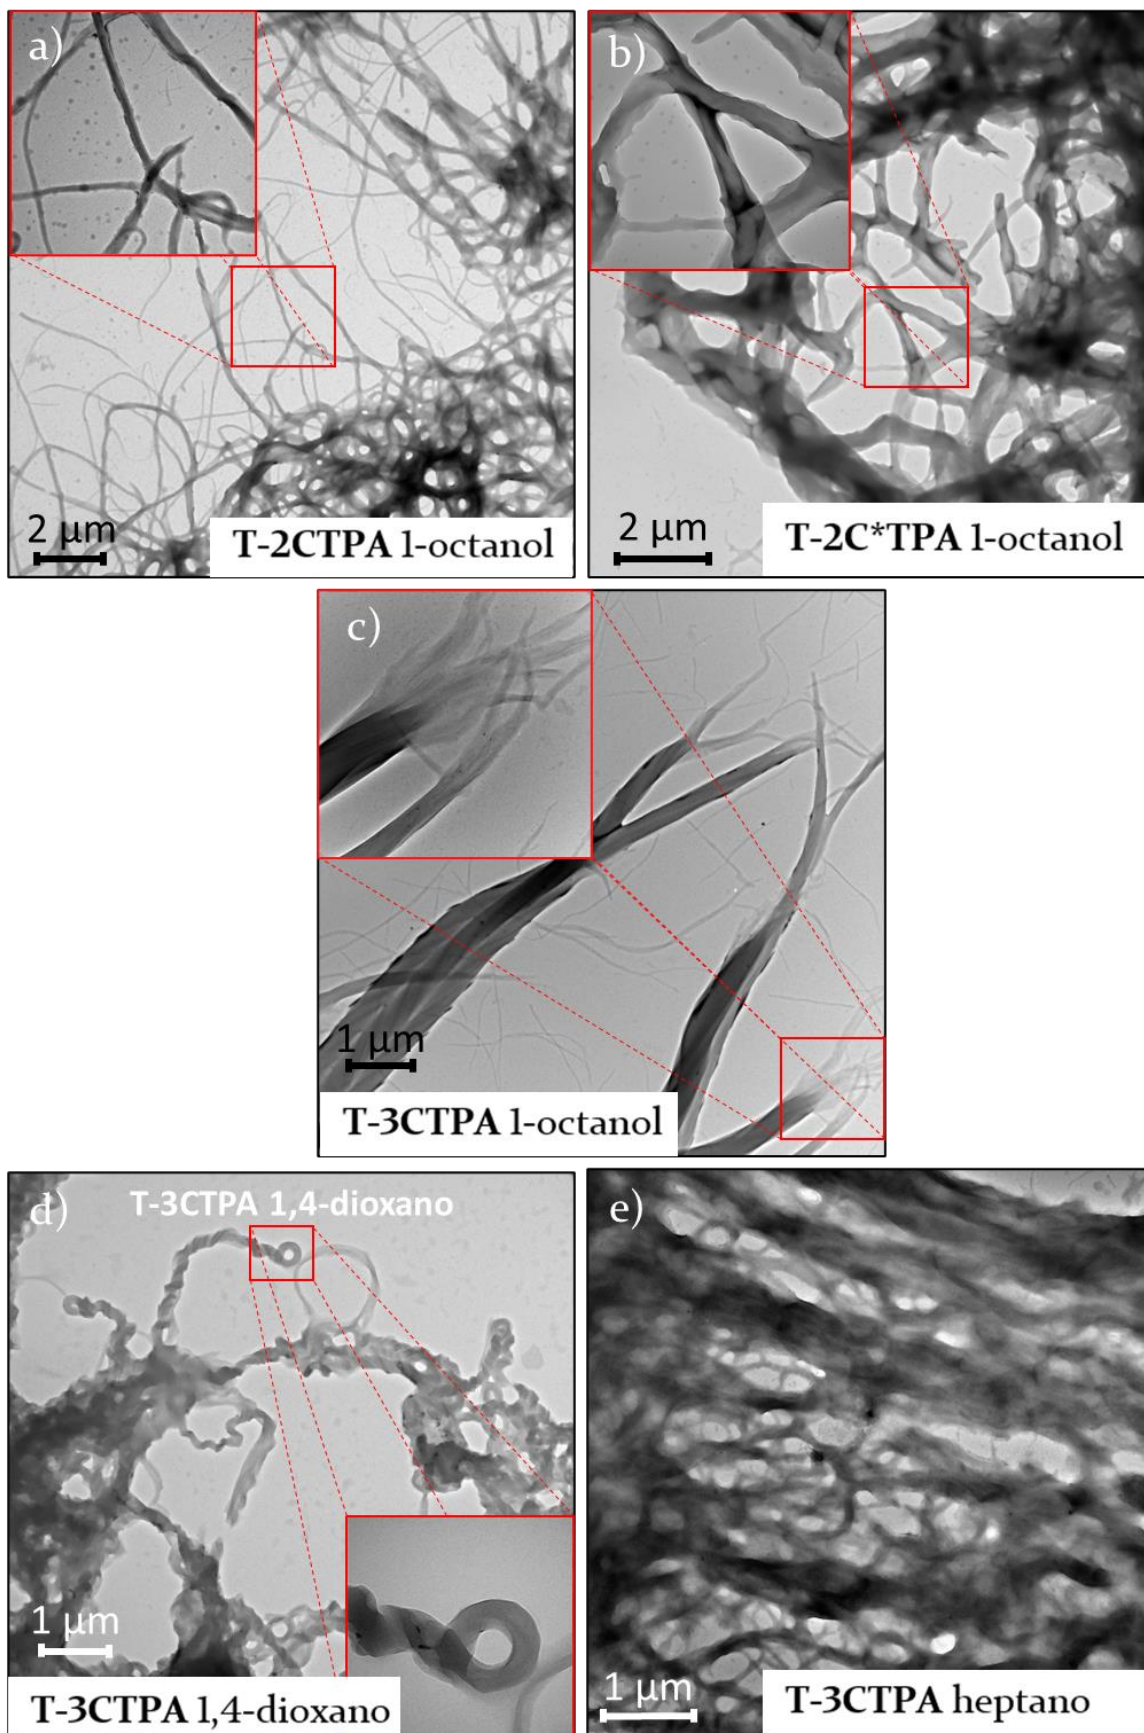 a)
2 µm
T-2CTPA 1-octanol
b)
2 µm
T-2C*TPA 1-octanol
c)
1 µm
T-3CTPA 1-octanol
d)
T-3CTPA 1,4-dioxano
1 µm
T-3CTPA 1,4-dioxano
e)
1 µm
T-3CTPA heptano